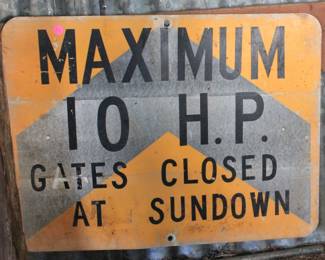 MAXIMUM
10 H.P.
GATES CLOSED
AT SUNDOWN